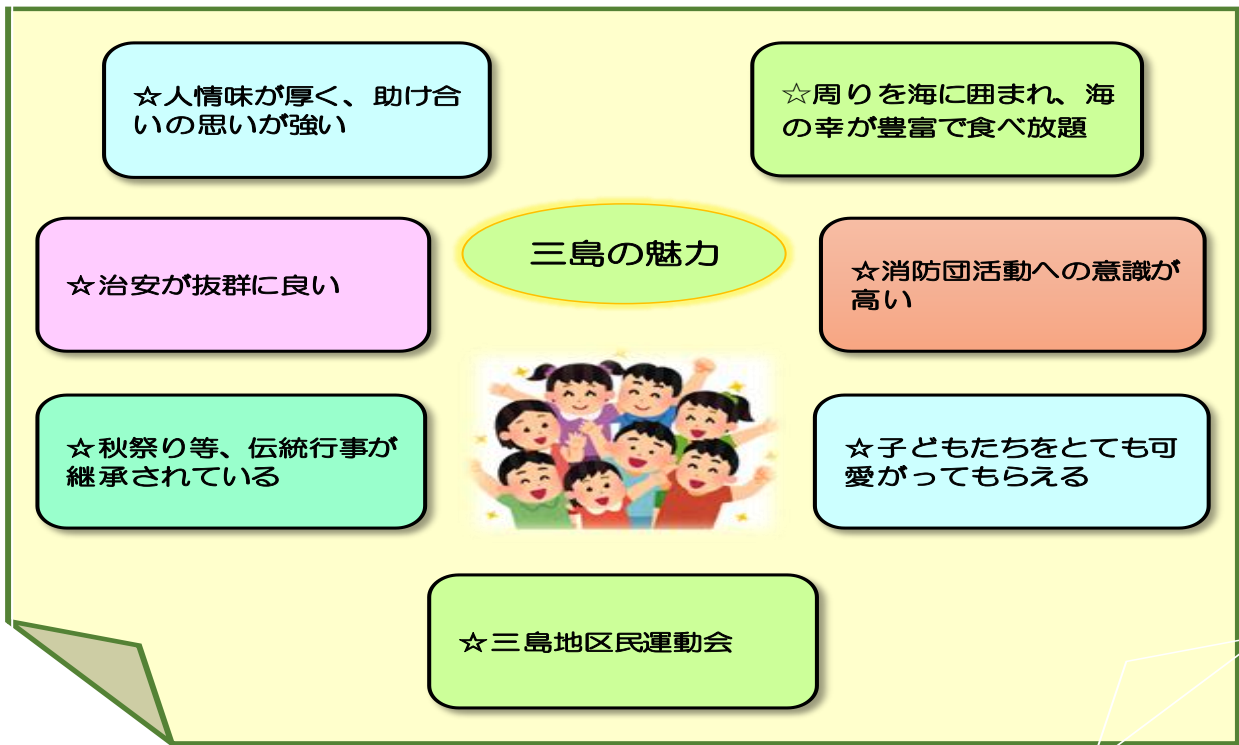 ☆人情味が厚く、助け合
いの思いが強い
☆周りを海に囲まれ、海
の幸が豊富で食べ放題
三島の魅力
☆治安が抜群に良い
☆消防団活動への意識が
高い
☆秋祭り等、伝統行事が
継承されている
☆子どもたちをとても可
愛がってもらえる
☆三島地区民運動会